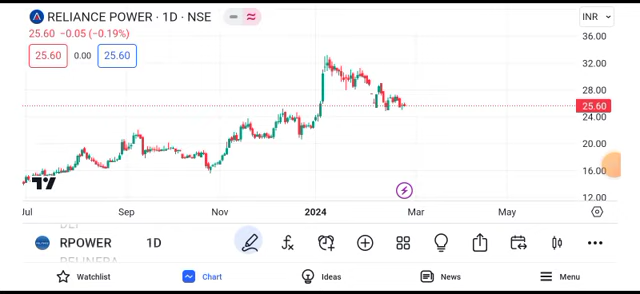 RELIANCE POWER · 1D · NSE
INR
25.60 −0.05 (−0.19%)
25.60 0.00 25.60
36.00
32.00
28.00
25.60
24.00
20.00
16.00
12.00
Jul Sep Nov 2024 Mar May
RPOWER 1D
Watchlist Chart Ideas News Menu